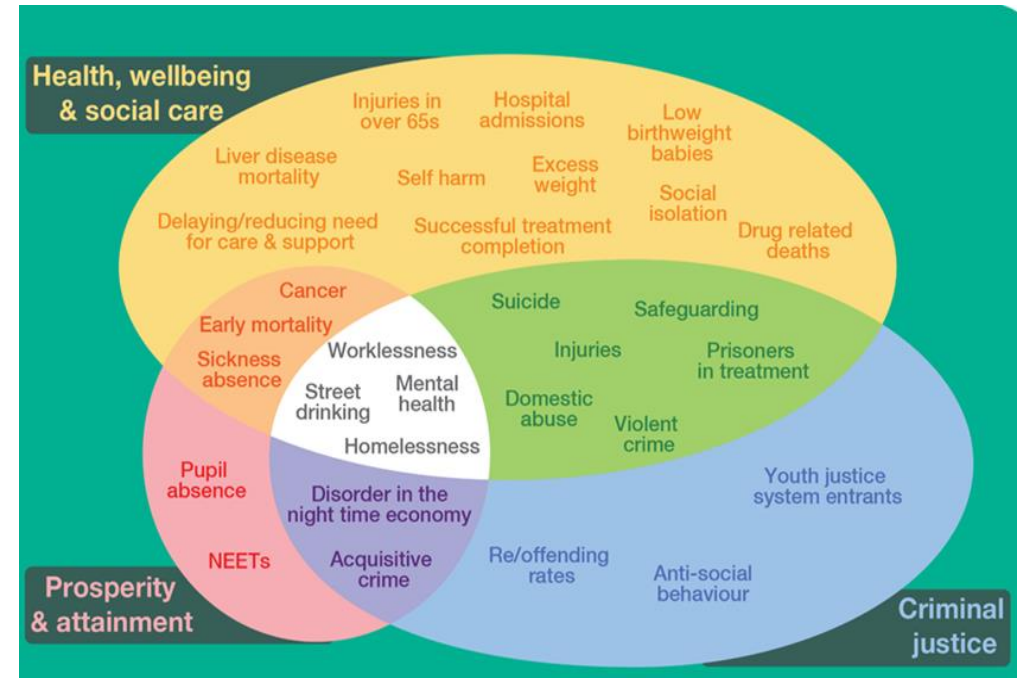 Health, wellbeing
& social care
Injuries in
over 65s
Hospital
admissions
Low
birthweight
babies
Liver disease
mortality
Self harm
Excess
weight
Social
isolation
Delaying/reducing need
for care & support
Successful treatment
completion
Drug related
deaths
Cancer
Early mortality
Sickness
absence
Worklessness
Street
drinking
Mental
health
Homelessness
Suicide
Safeguarding
Injuries
Prisoners
in treatment
Domestic
abuse
Violent
crime
Pupil
absence
NEETs
Disorder in the
night time economy
Acquisitive
crime
Youth justice
system entrants
Re/offending
rates
Anti-social
behaviour
Prosperity
& attainment
Criminal
justice